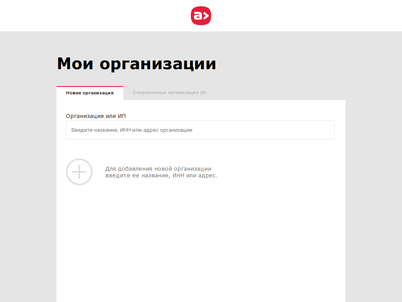 a>
Мои организации
Новая организация
Сохраненные организации (0)
Организация или ИП
Введите название, ИНН или адрес организации
Для добавления новой организации
введите ее название, ИНН или адрес.